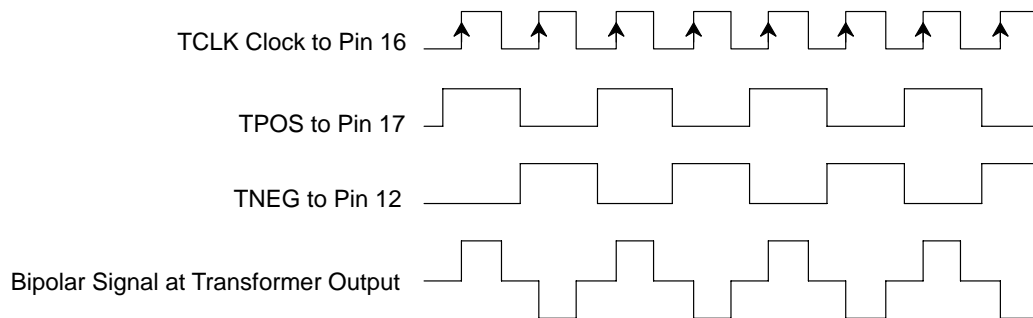 TCLK Clock to Pin 16
TPOS to Pin 17
TNEG to Pin 12
Bipolar Signal at Transformer Output